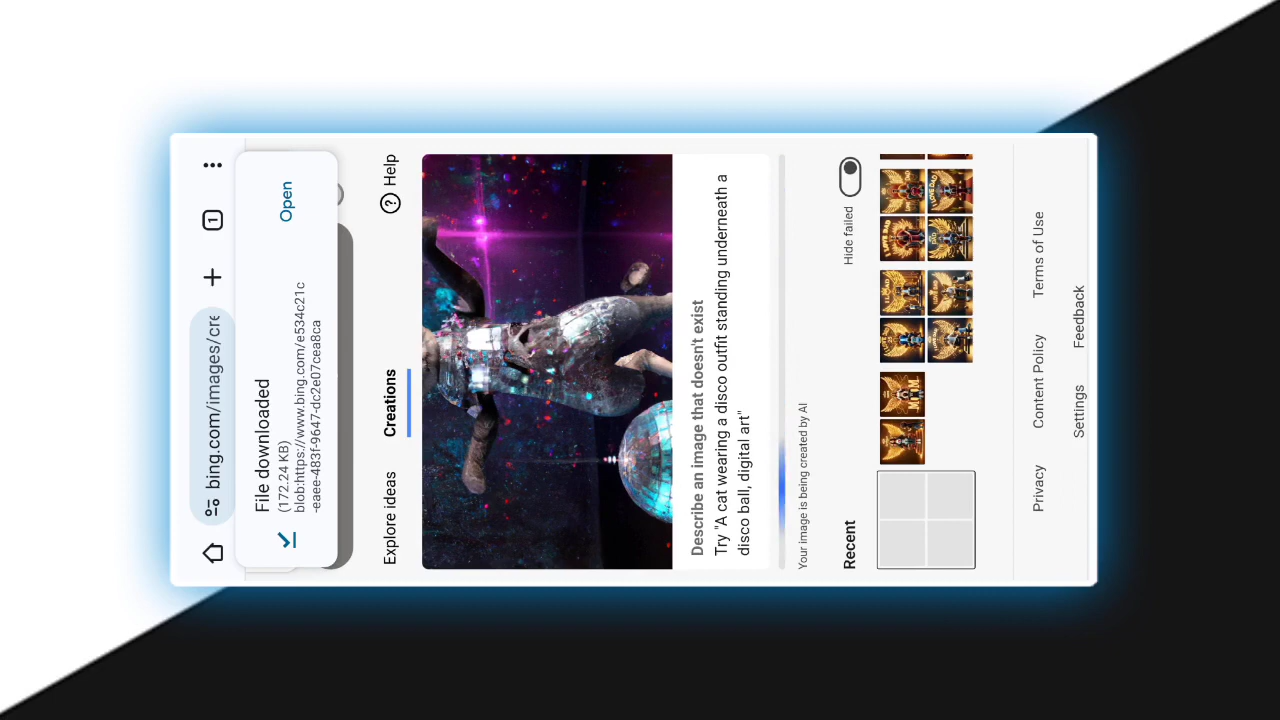 bing.com/images/cre
1
File downloaded
(172.24 KB)
blob:https://www.bing.com/e534c21c
-eaee-483f-9647-dc2e07cea8ca
Open
Explore ideas
Creations
? Help
Describe an image that doesn't exist
Try "A cat wearing a disco outfit standing underneath a
disco ball, digital art"
Your image is being created by AI
Recent
Hide failed
Privacy
Content Policy
Terms of Use
Settings
Feedback